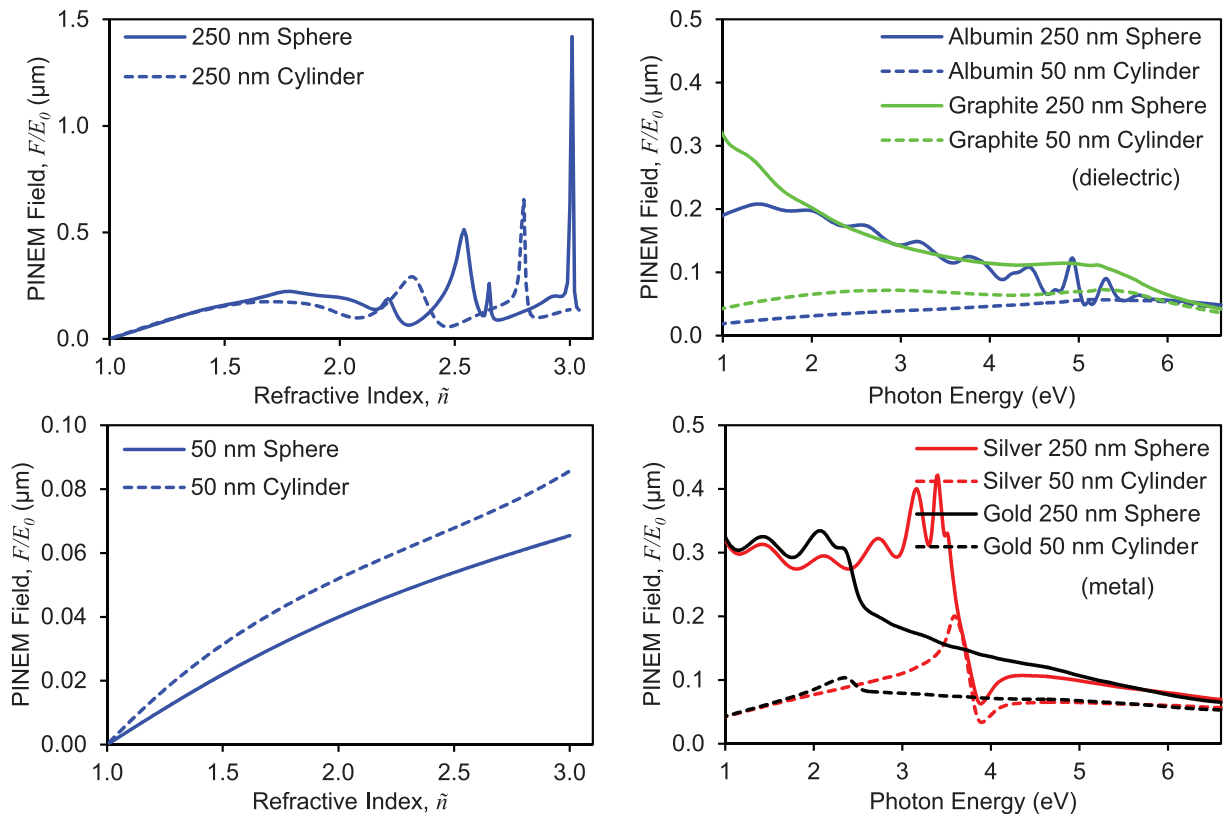 PINEM Field, F/E₀ (µm)
1.5
1.0
0.5
0.0
250 nm Sphere
250 nm Cylinder
1.0
1.5
2.0
2.5
3.0
Refractive Index, ñ
PINEM Field, F/E₀ (µm)
0.5
0.4
0.3
0.2
0.1
0.0
Albumin 250 nm Sphere
Albumin 50 nm Cylinder
Graphite 250 nm Sphere
Graphite 50 nm Cylinder
(dielectric)
1
2
3
4
5
6
Photon Energy (eV)
PINEM Field, F/E₀ (µm)
0.10
0.08
0.06
0.04
0.02
0.00
50 nm Sphere
50 nm Cylinder
1.0
1.5
2.0
2.5
3.0
Refractive Index, ñ
PINEM Field, F/E₀ (µm)
0.5
0.4
0.3
0.2
0.1
0.0
Silver 250 nm Sphere
Silver 50 nm Cylinder
Gold 250 nm Sphere
Gold 50 nm Cylinder
(metal)
1
2
3
4
5
6
Photon Energy (eV)